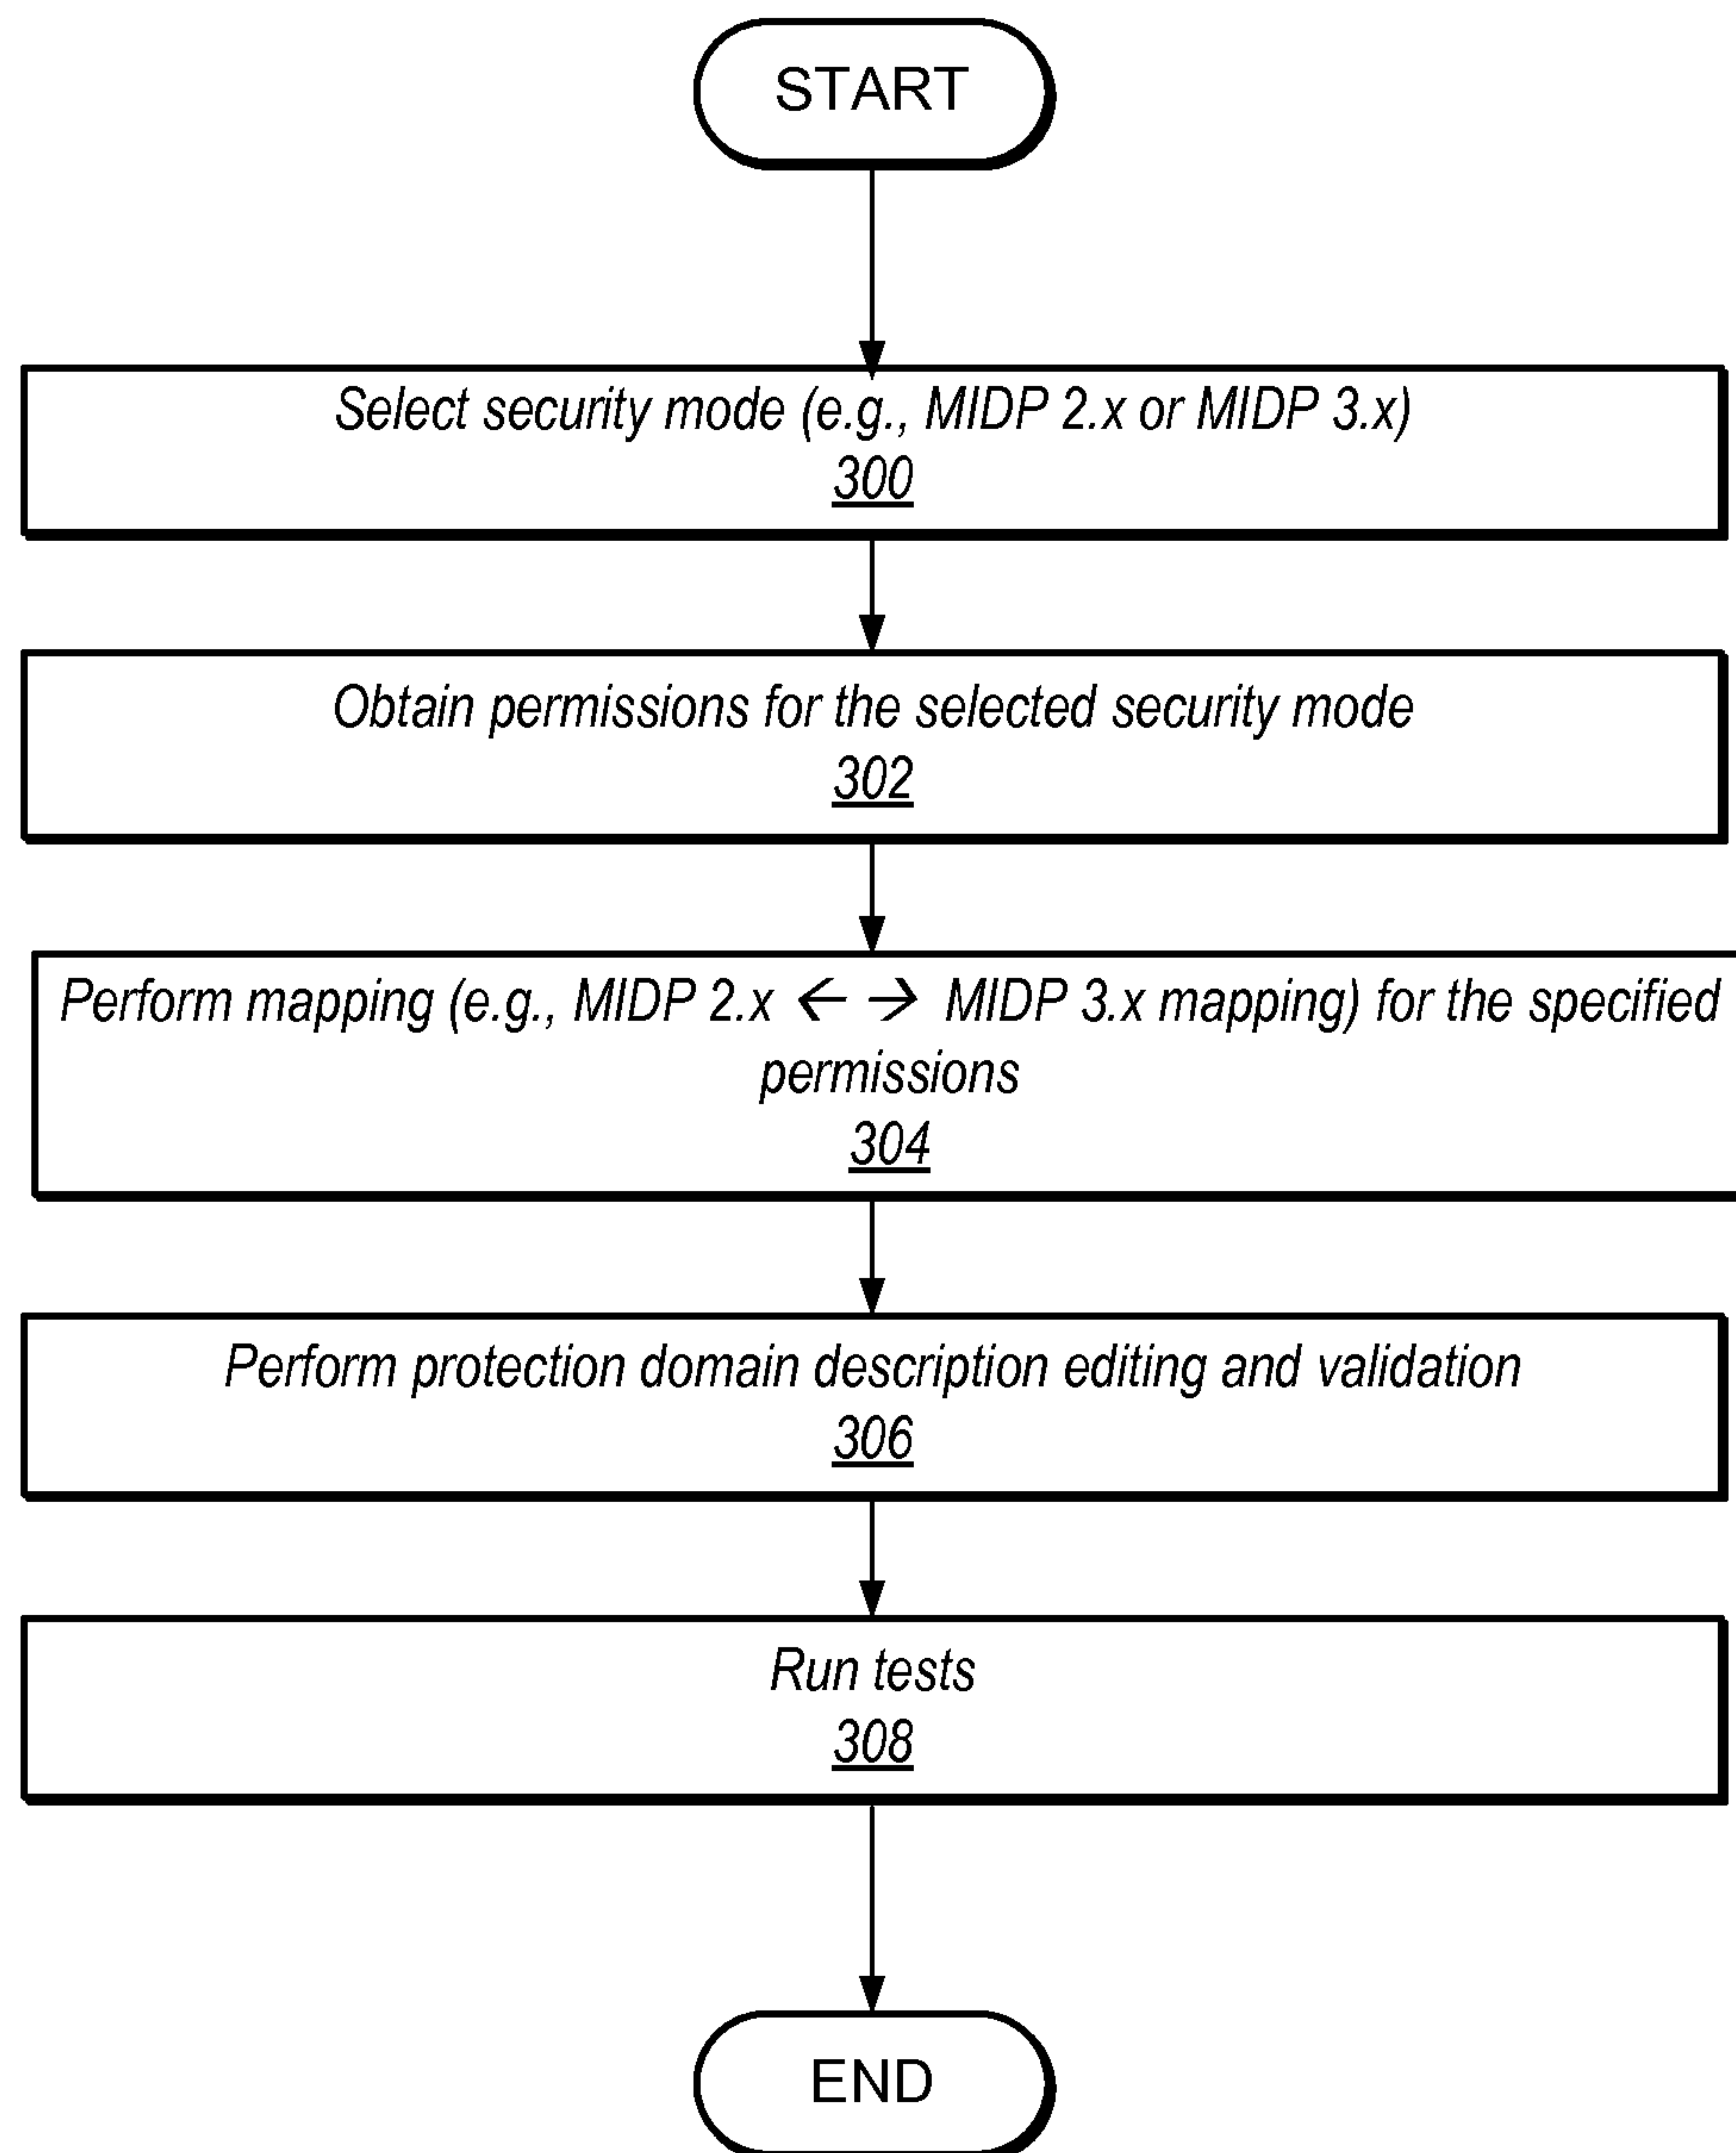 START
Select security mode (e.g., MIDP 2.x or MIDP 3.x)
300
Obtain permissions for the selected security mode
302
Perform mapping (e.g., MIDP 2.x ← → MIDP 3.x mapping) for the specified
permissions
304
Perform protection domain description editing and validation
306
Run tests
308
END